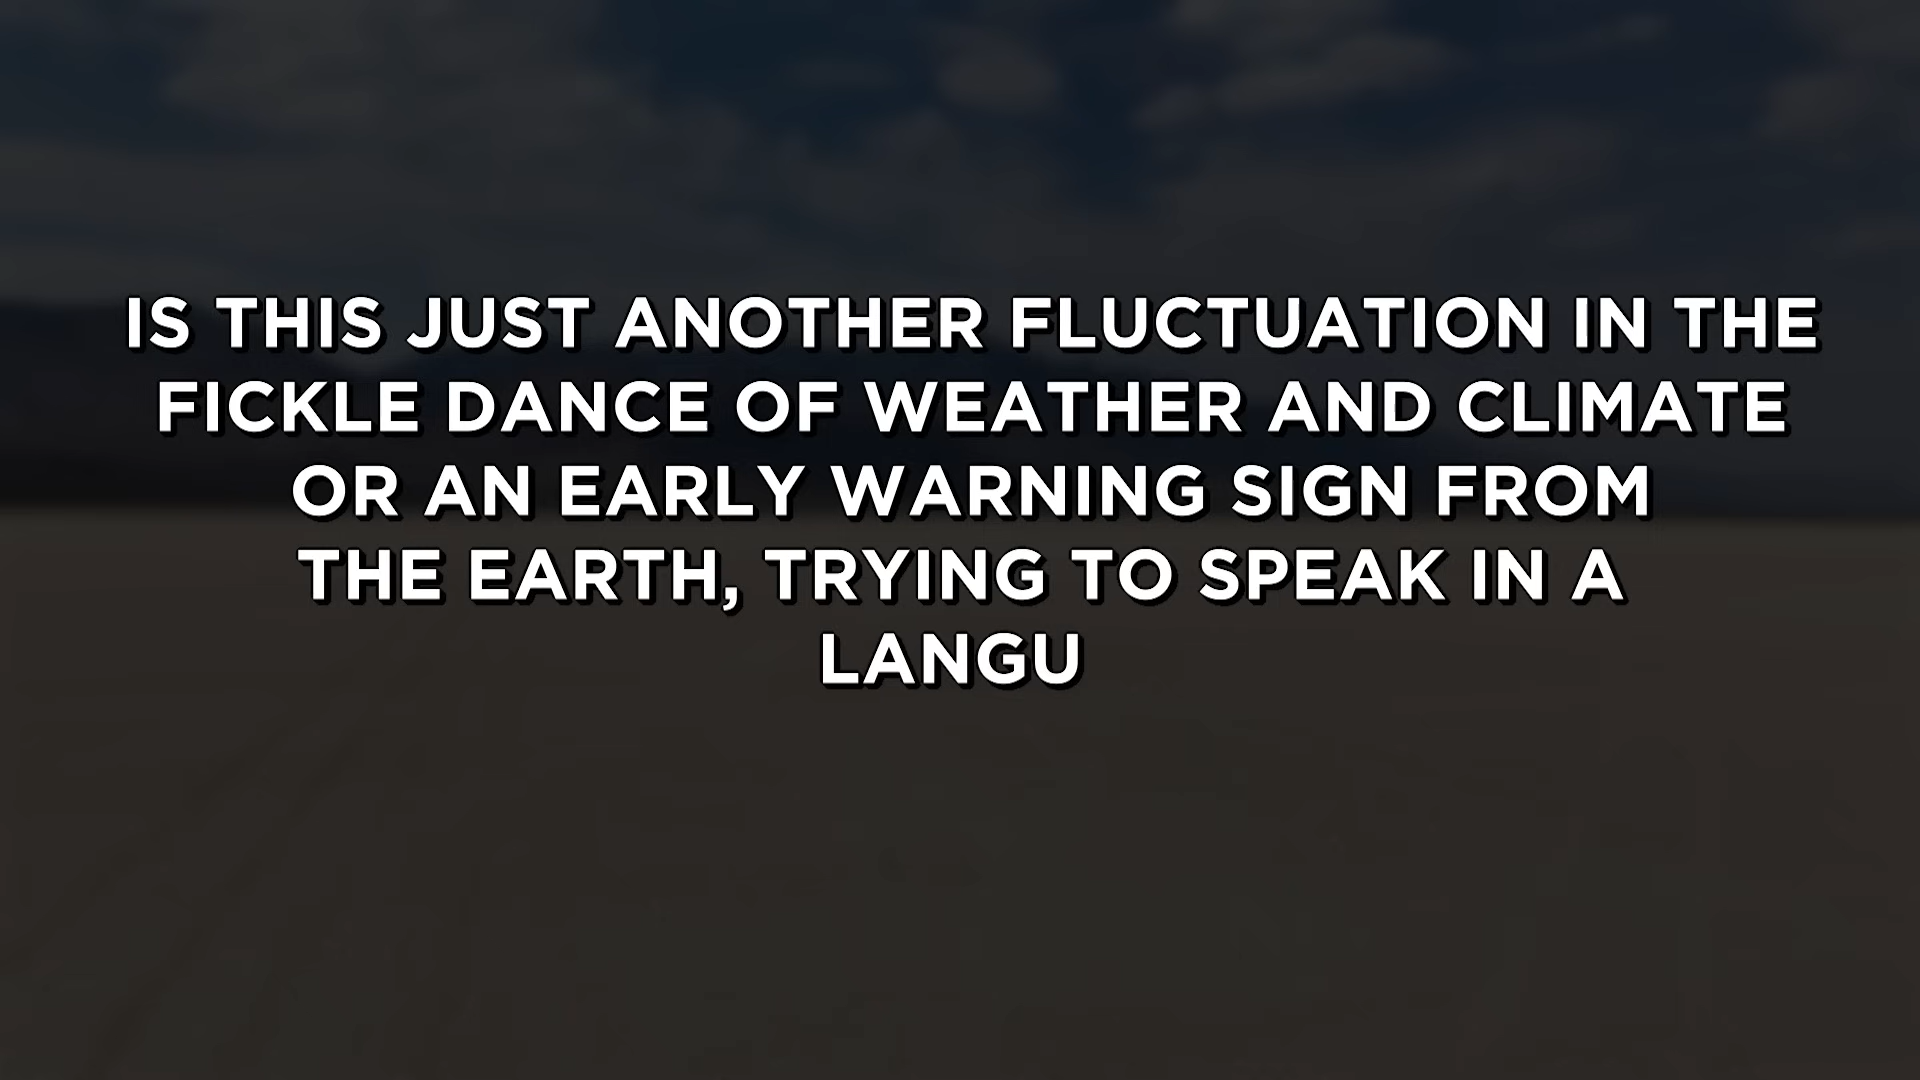 IS THIS JUST ANOTHER FLUCTUATION IN THE
FICKLE DANCE OF WEATHER AND CLIMATE
OR AN EARLY WARNING SIGN FROM
THE EARTH, TRYING TO SPEAK IN A
LANGU